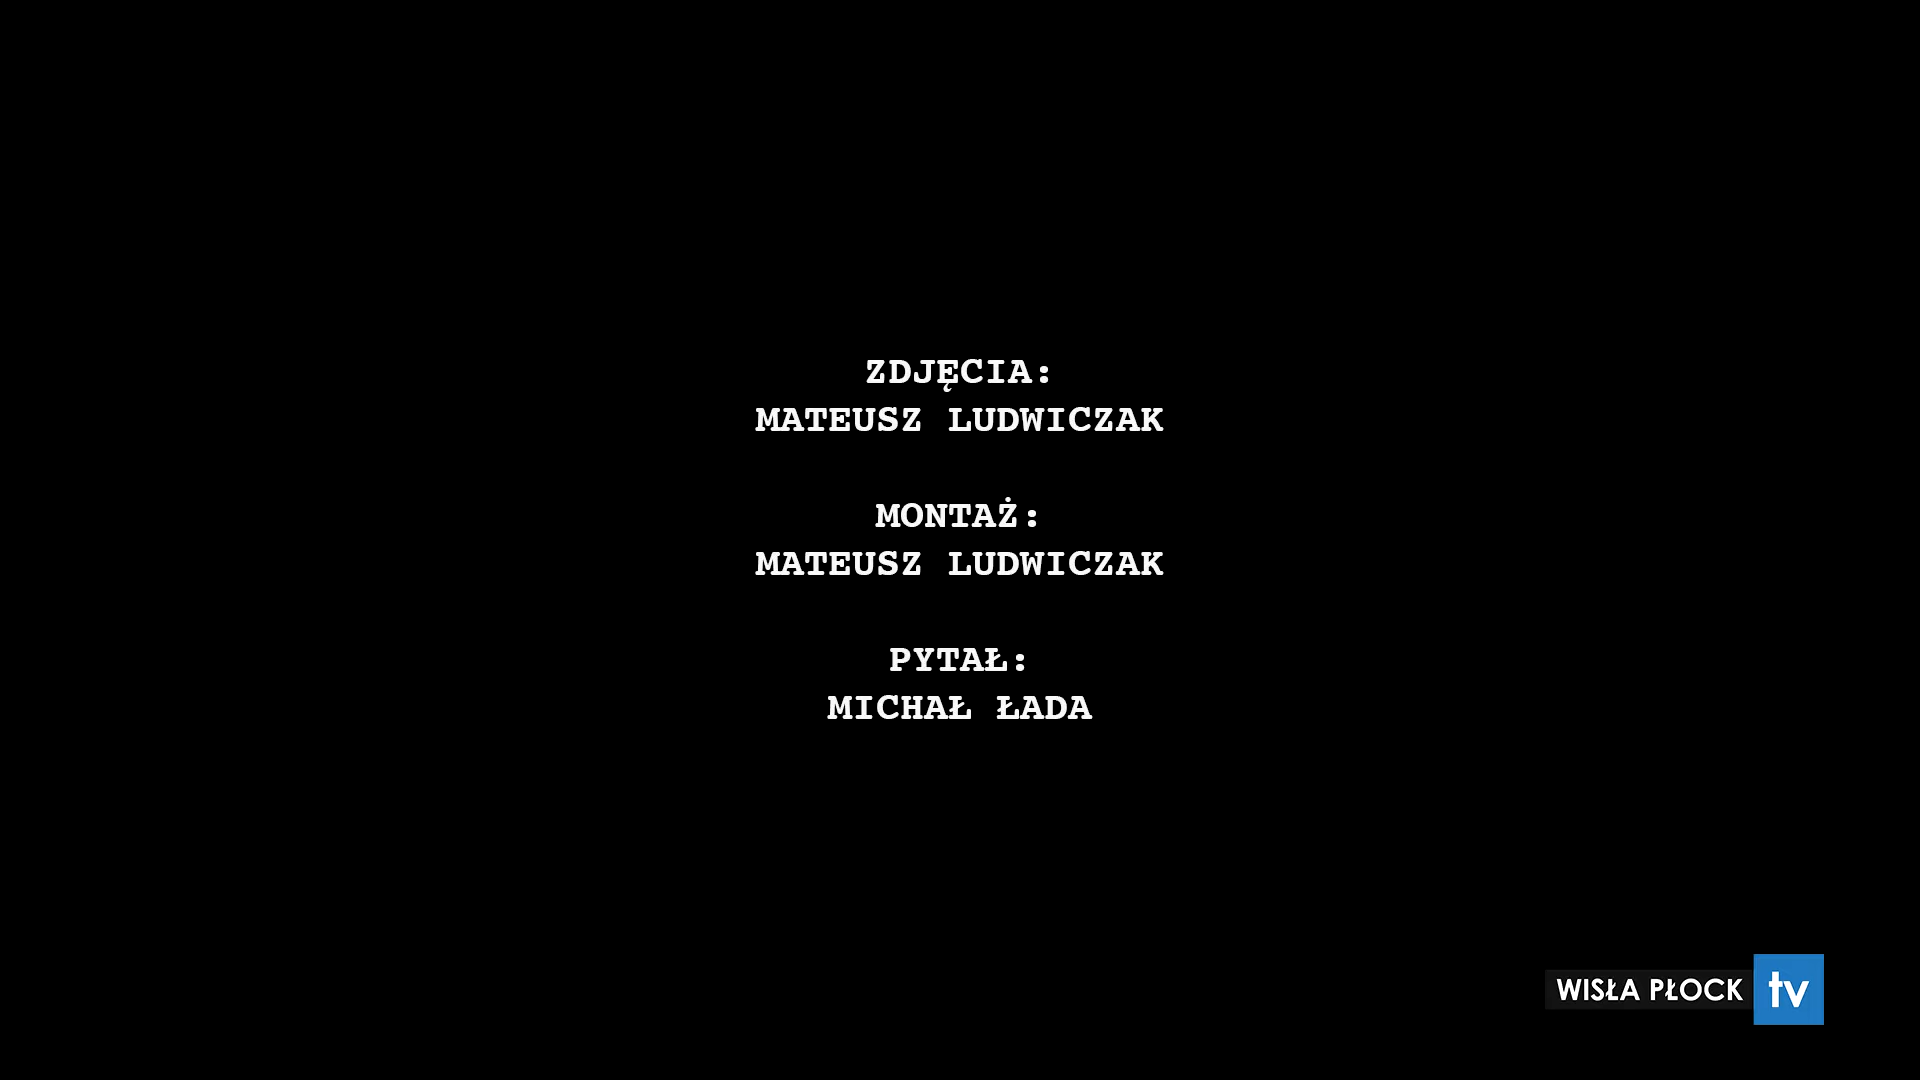 ZDJĘCIA:
MATEUSZ LUDWICZAK
MONTAŻ:
MATEUSZ LUDWICZAK
PYTAŁ:
MICHAŁ ŁADA
WISŁA PŁOCK tv